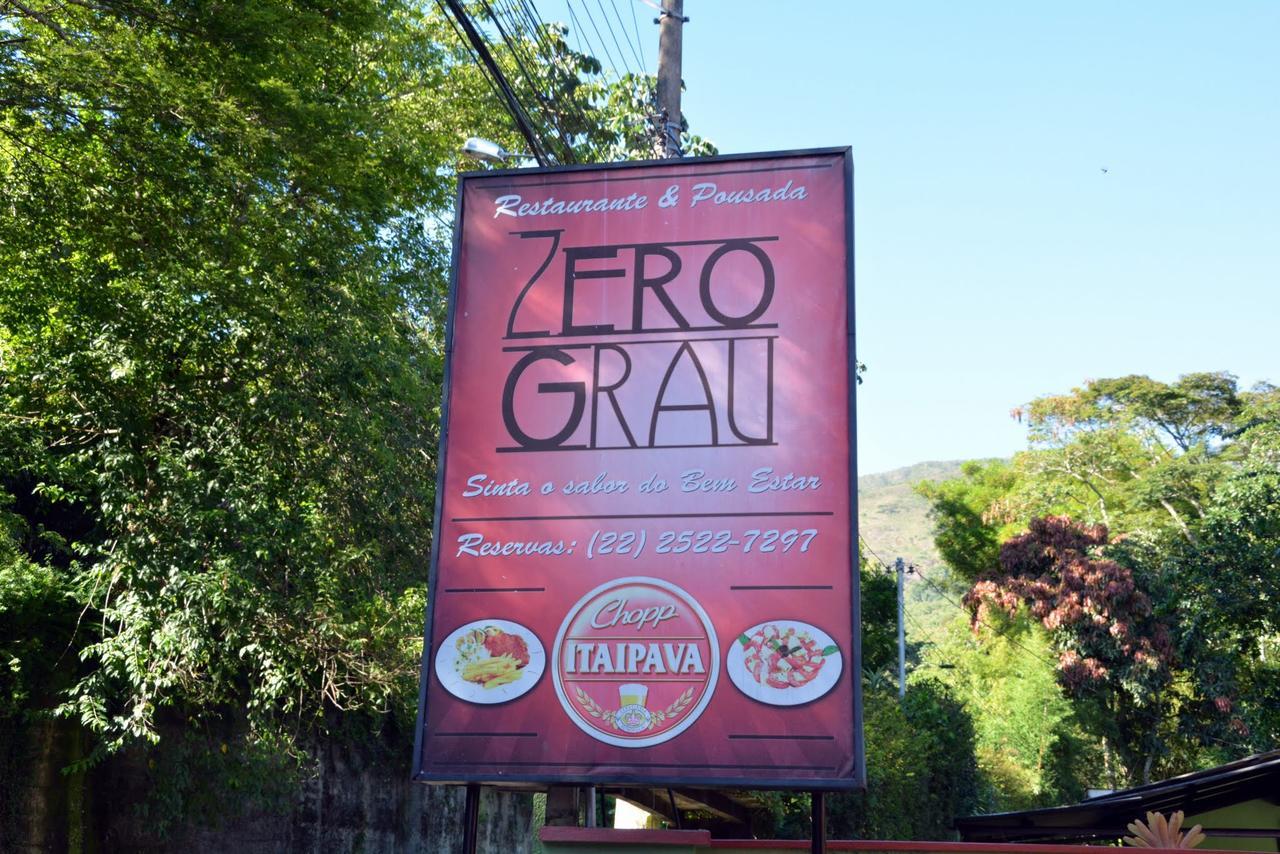 Restaurante & Pousada
ZERO
GRAU
Sinta o sabor do Bem Estar
Reservas: (22) 2522-7297
Chopp
ITAIPAVA